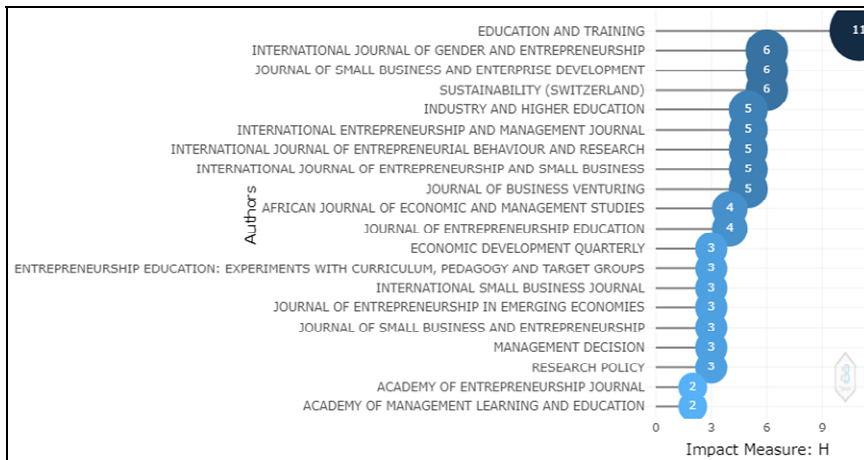 EDUCATION AND TRAINING 11
INTERNATIONAL JOURNAL OF GENDER AND ENTREPRENEURSHIP 6
JOURNAL OF SMALL BUSINESS AND ENTERPRISE DEVELOPMENT 6
SUSTAINABILITY (SWITZERLAND) 6
INDUSTRY AND HIGHER EDUCATION 5
INTERNATIONAL ENTREPRENEURSHIP AND MANAGEMENT JOURNAL 5
INTERNATIONAL JOURNAL OF ENTREPRENEURIAL BEHAVIOUR AND RESEARCH 5
INTERNATIONAL JOURNAL OF ENTREPRENEURSHIP AND SMALL BUSINESS 5
JOURNAL OF BUSINESS VENTURING 5
AFRICAN JOURNAL OF ECONOMIC AND MANAGEMENT STUDIES 4
JOURNAL OF ENTREPRENEURSHIP EDUCATION 4
ECONOMIC DEVELOPMENT QUARTERLY 3
ENTREPRENEURSHIP EDUCATION: EXPERIMENTS WITH CURRICULUM, PEDAGOGY AND TARGET GROUPS 3
INTERNATIONAL SMALL BUSINESS JOURNAL 3
JOURNAL OF ENTREPRENEURSHIP IN EMERGING ECONOMIES 3
JOURNAL OF SMALL BUSINESS AND ENTREPRENEURSHIP 3
MANAGEMENT DECISION 3
RESEARCH POLICY 3
ACADEMY OF ENTREPRENEURSHIP JOURNAL 2
ACADEMY OF MANAGEMENT LEARNING AND EDUCATION 2
Authors
0 3 6 9
Impact Measure: H